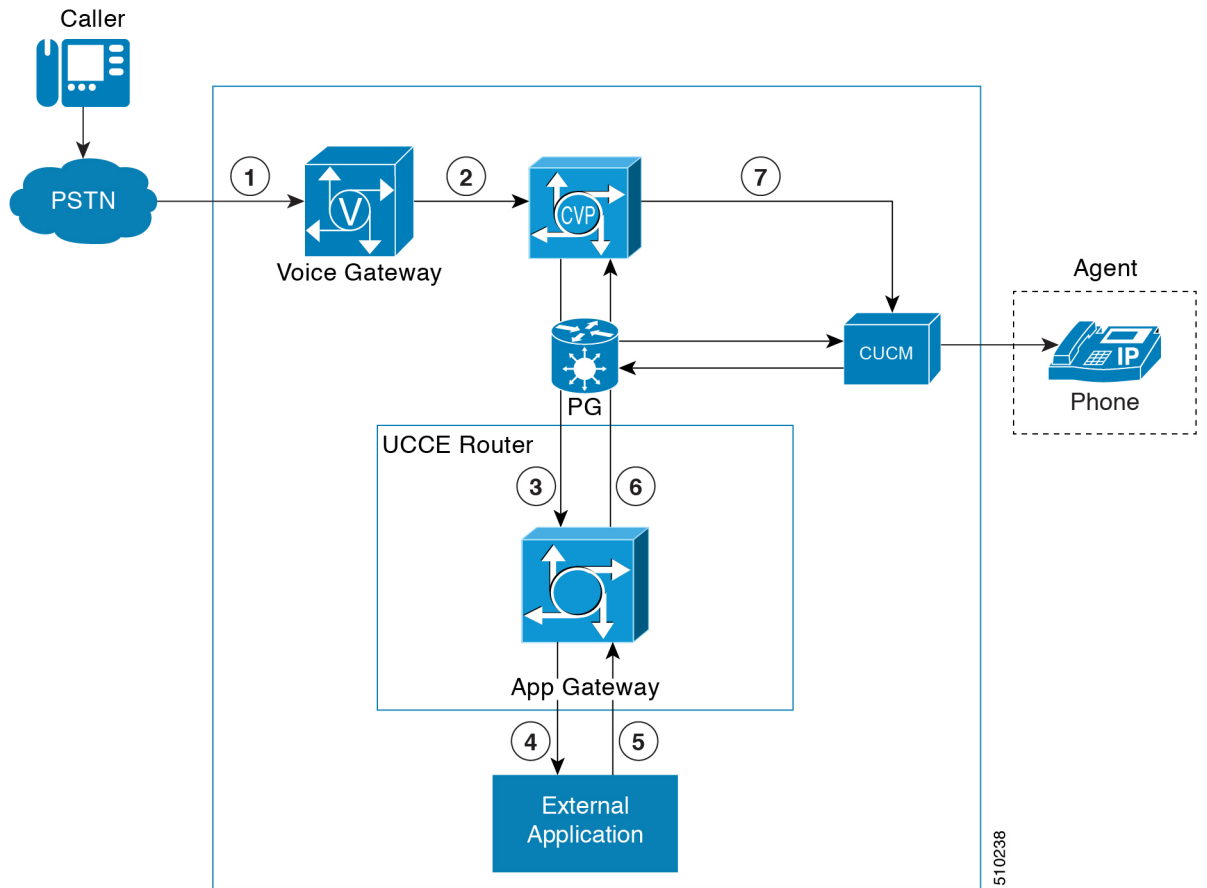 Caller
PSTN
1
V
Voice Gateway
2
CVP
7
PG
CUCM
Agent
IP
Phone
UCCE Router
3
6
App Gateway
4
5
External
Application
510238